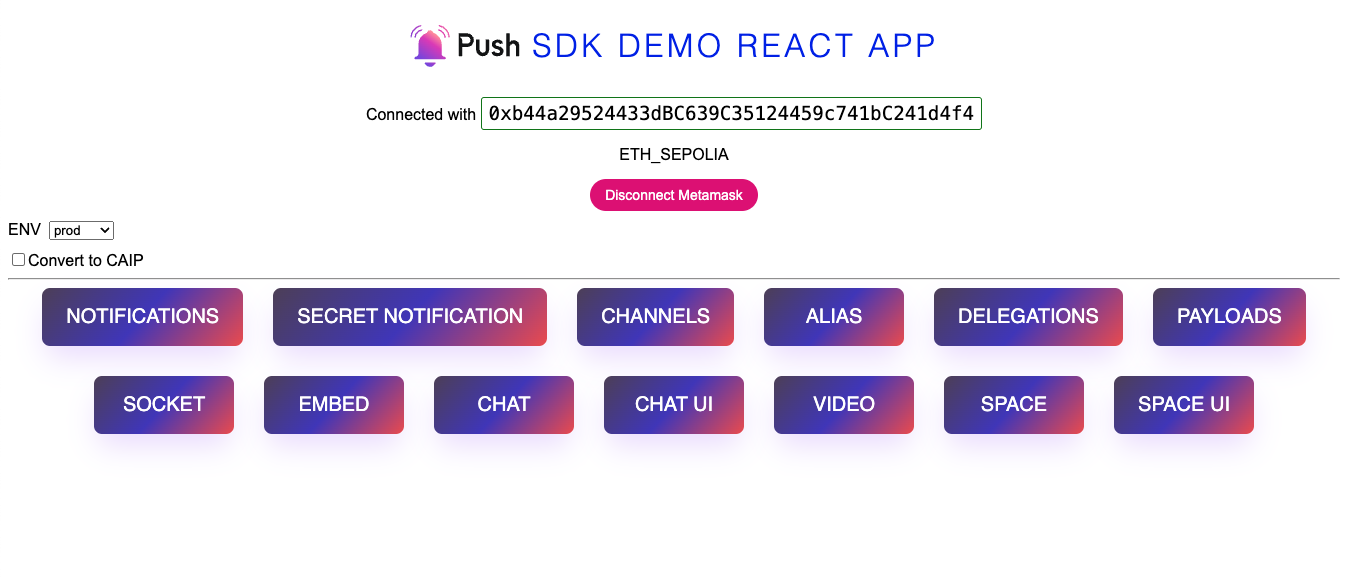 Push SDK DEMO REACT APP
Connected with 0xb44a29524433dBC639C35124459c741bC241d4f4
ETH_SEPOLIA
Disconnect Metamask
ENV prod
Convert to CAIP
NOTIFICATIONS SECRET NOTIFICATION CHANNELS ALIAS DELEGATIONS PAYLOADS
SOCKET EMBED CHAT CHAT UI VIDEO SPACE SPACE UI